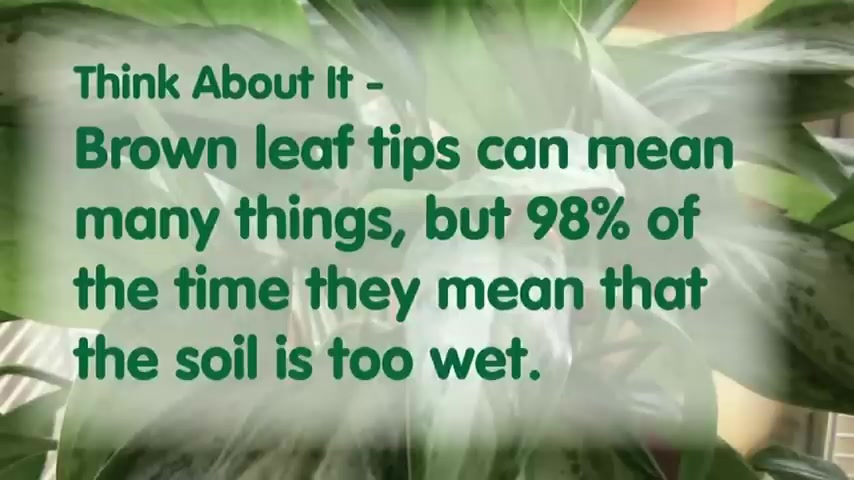 Think About It -
Brown leaf tips can mean
many things, but 98% of
the time they mean that
the soil is too wet.